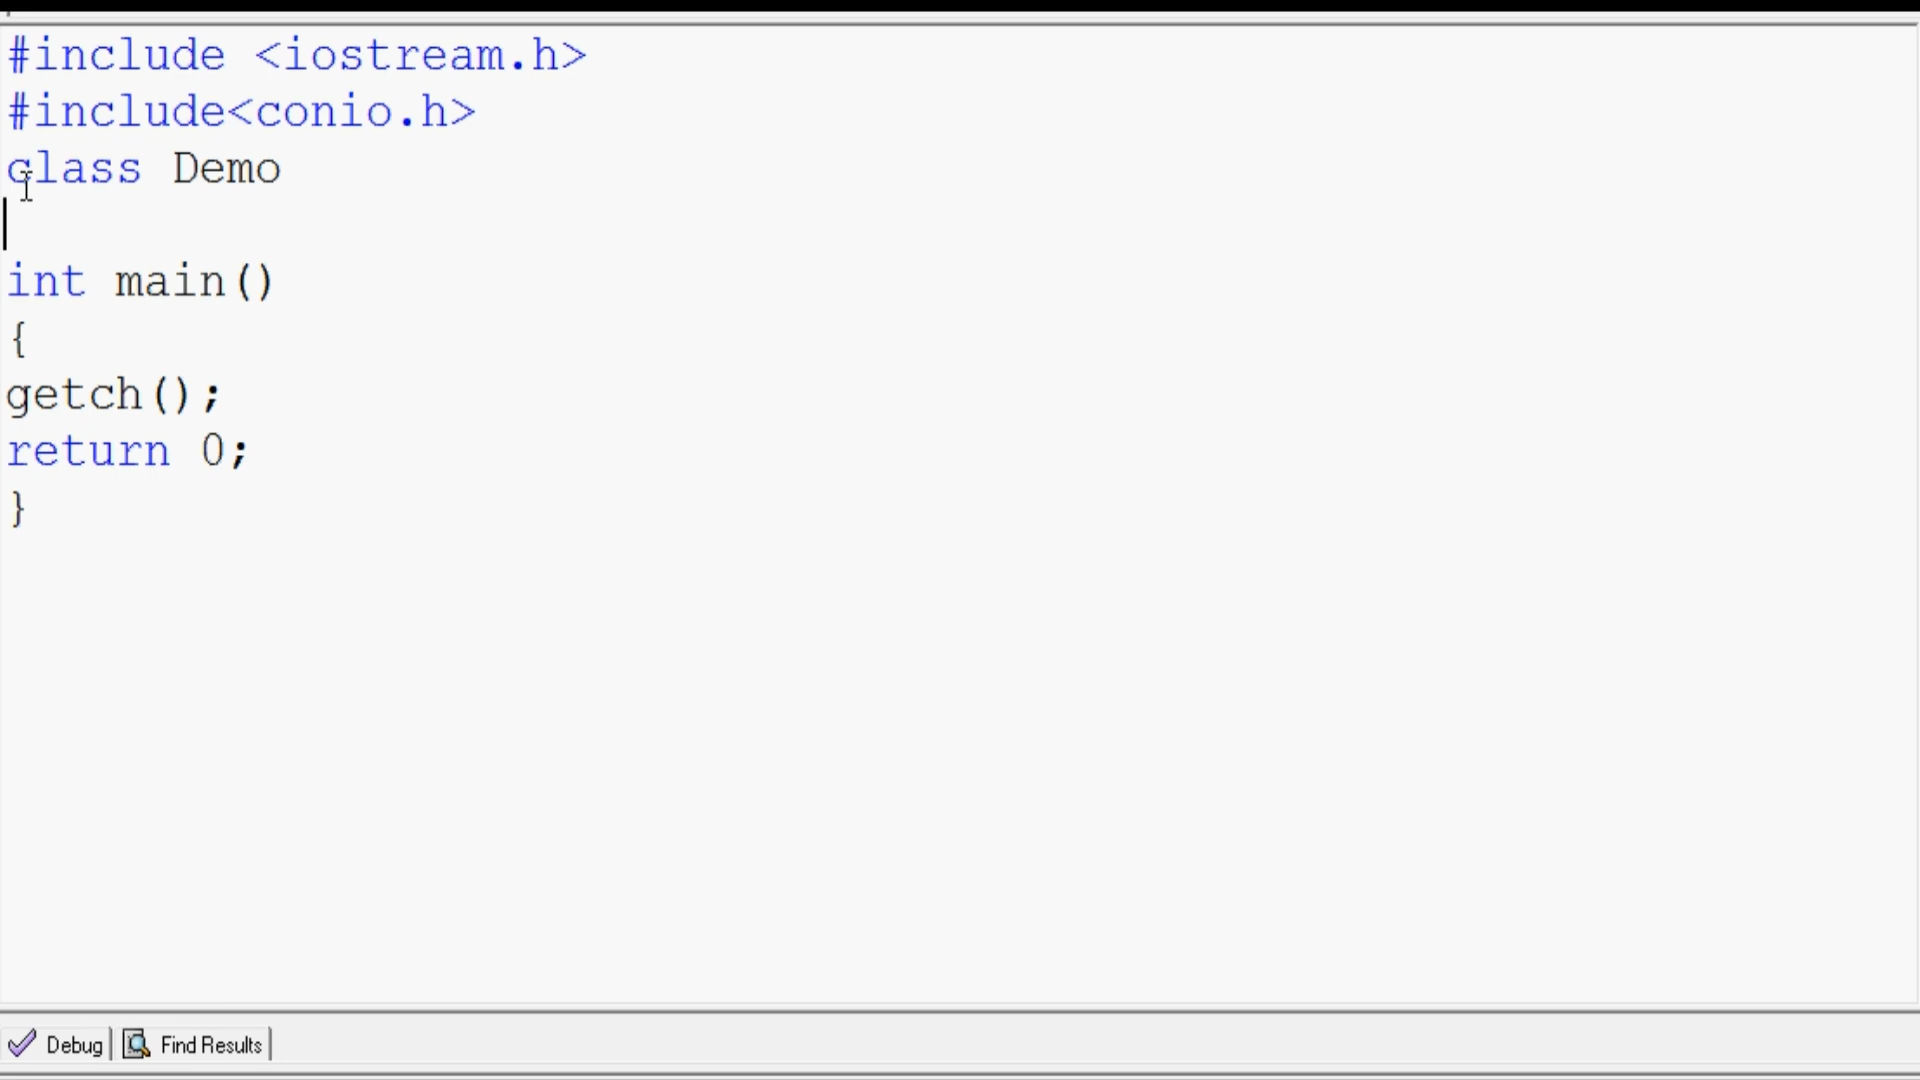 #include <iostream.h>
#include<conio.h>
class Demo
int main()
{
getch();
return 0;
}
Debug
Find Results